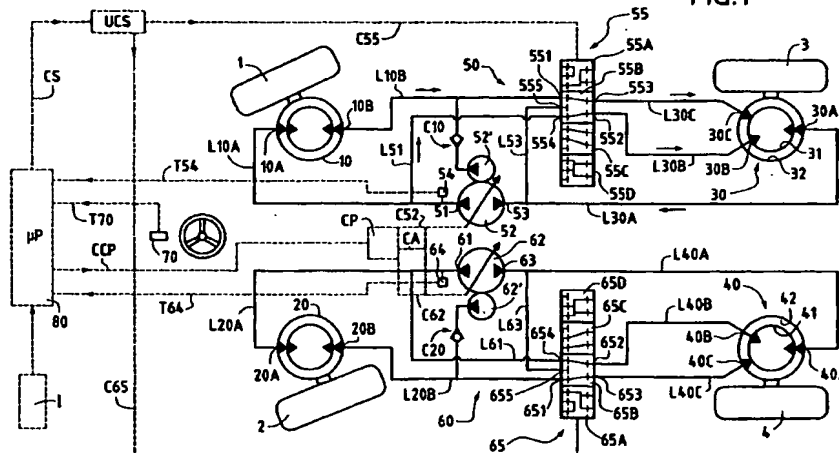 FIG.1
UCS
C55
55
CS
1
L10B
50
551
555
55A
55B
553
3
10B
L30C
30A
L10A
10A
10
C10
52'
L53
554
552
55C
30C
30B
31
32
L51
54
L30B
30
T54
51
52
53
55D
L30A
T70
CP
C52
CA
61
62
63
µP
70
CCP
64
L40A
65D
40
T64
20
62'
L63
654
65C
L40B
652
42
41
L20A
20B
C62
C20
L61
40B
40C
80
20A
655
653
40A
L20B
651
65B
L40C
C65
60
65A
I
2
65
4